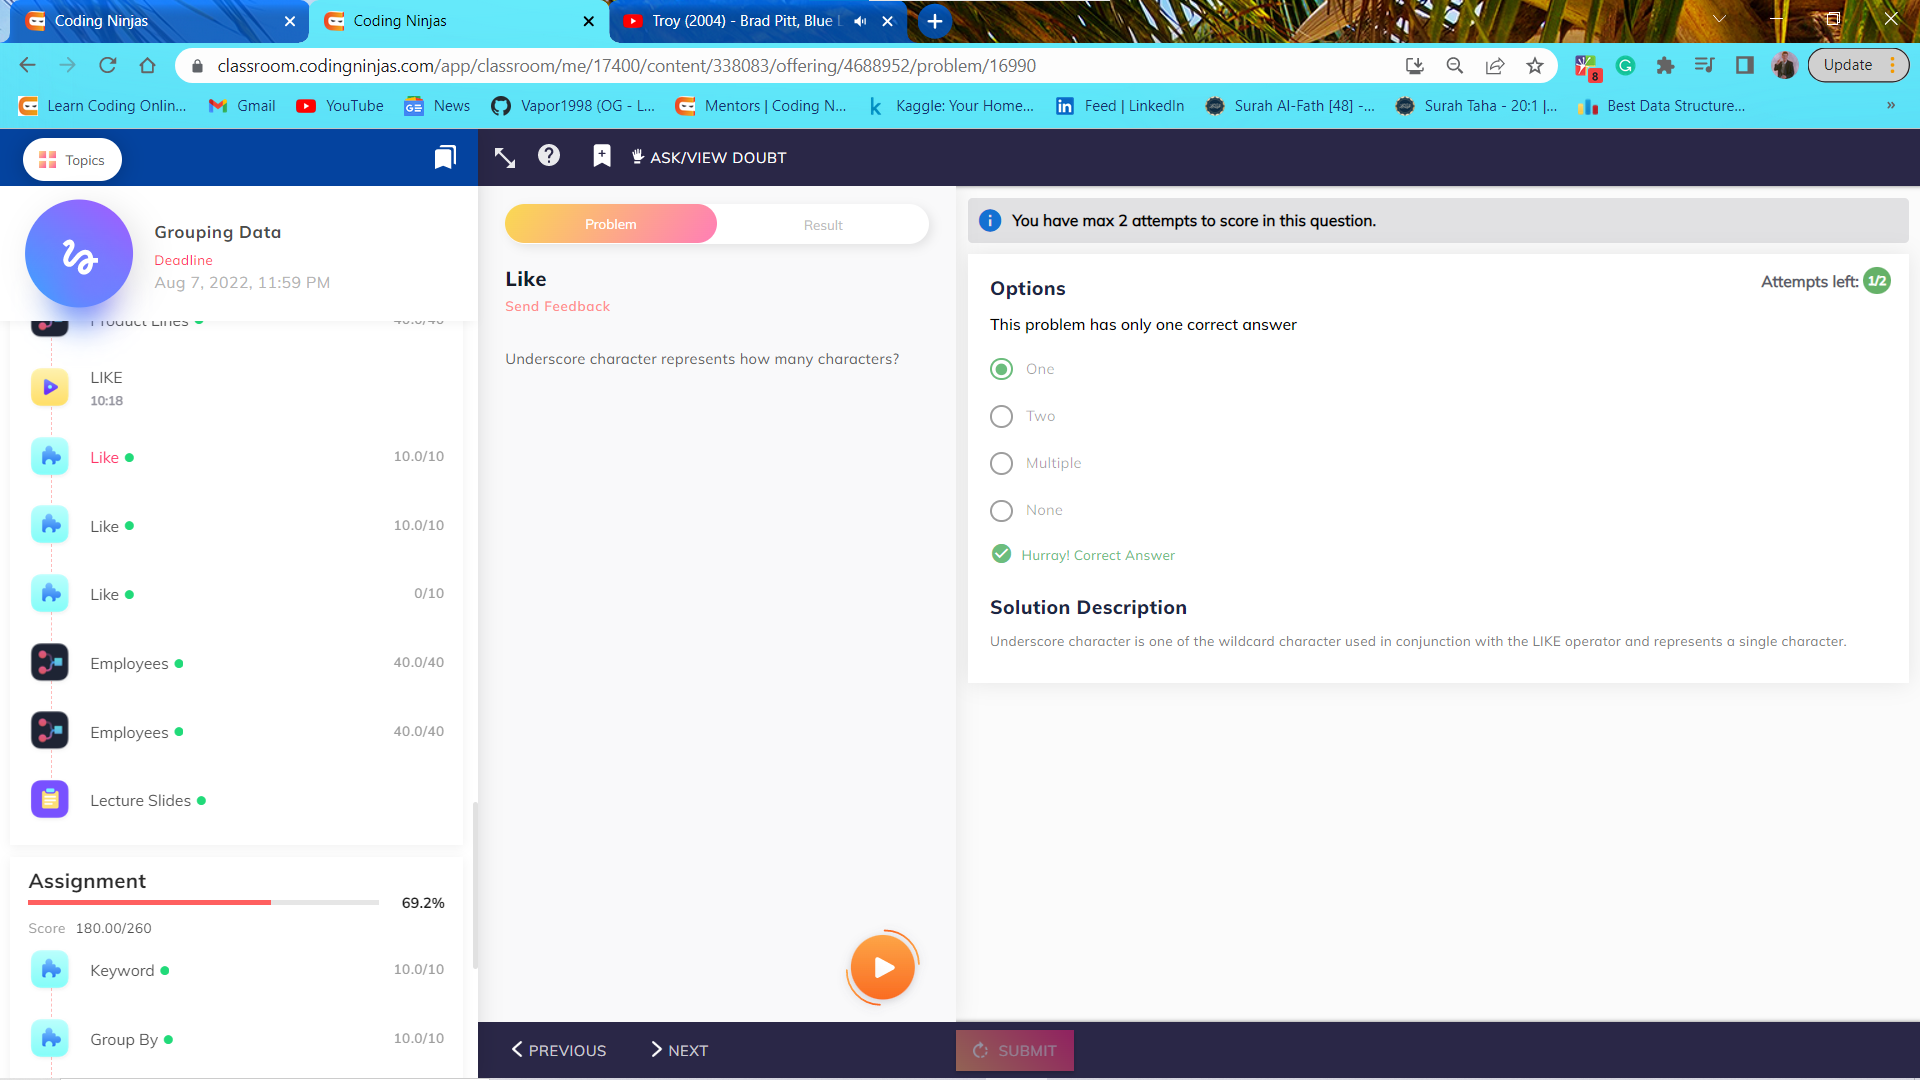 Coding Ninjas
Coding Ninjas
Troy (2004) - Brad Pitt, Blue L
classroom.codingninjas.com/app/classroom/me/17400/content/338083/offering/4688952/problem/16990
8
Update
Learn Coding Onlin...
Gmail
YouTube
News
Vapor1998 (OG - L...
Mentors | Coding N...
Kaggle: Your Home...
Feed | LinkedIn
Surah Al-Fath [48] -...
Surah Taha - 20:1 |...
Best Data Structure...
»
Topics
ASK/VIEW DOUBT
Grouping Data
Deadline
Aug 7, 2022, 11:59 PM
Product Lines
40.0/40
LIKE
10:18
Like
10.0/10
Like
10.0/10
Like
0/10
Employees
40.0/40
Employees
40.0/40
Lecture Slides
Assignment
69.2%
Score 180.00/260
Keyword
10.0/10
Group By
10.0/10
Problem
Result
Like
Send Feedback
Underscore character represents how many characters?
You have max 2 attempts to score in this question.
Options
Attempts left: 1/2
This problem has only one correct answer
One
Two
Multiple
None
Hurray! Correct Answer
Solution Description
Underscore character is one of the wildcard character used in conjunction with the LIKE operator and represents a single character.
PREVIOUS
NEXT
SUBMIT